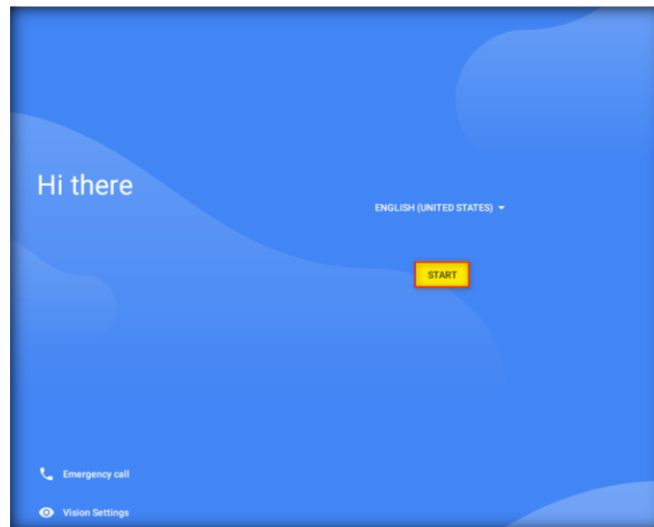 Hi there
ENGLISH (UNITED STATES)
START
Emergency call
Vision Settings